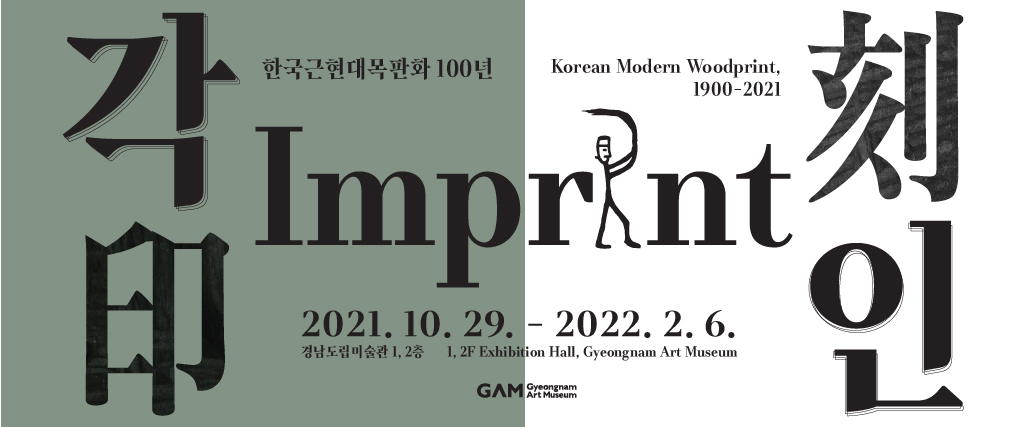 각
印
한국근현대목판화 100년
Korean Modern Woodprint,
1900-2021
Imprint
刻
인
2021. 10. 29. - 2022. 2. 6.
경남도립미술관 1, 2층 1, 2F Exhibition Hall, Gyeongnam Art Museum
GAM Gyeongnam
Art Museum